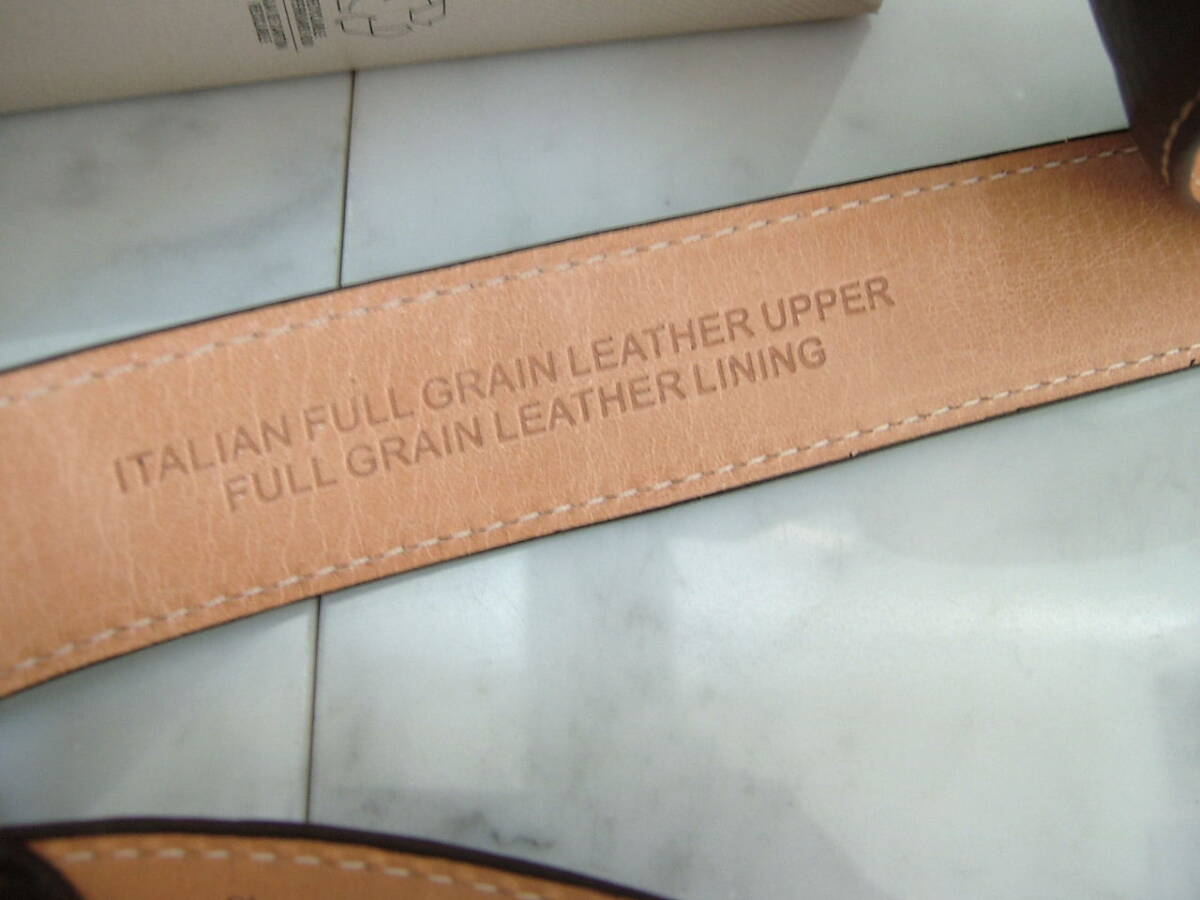 ITALIAN FULL GRAIN LEATHER UPPER
FULL GRAIN LEATHER LINING